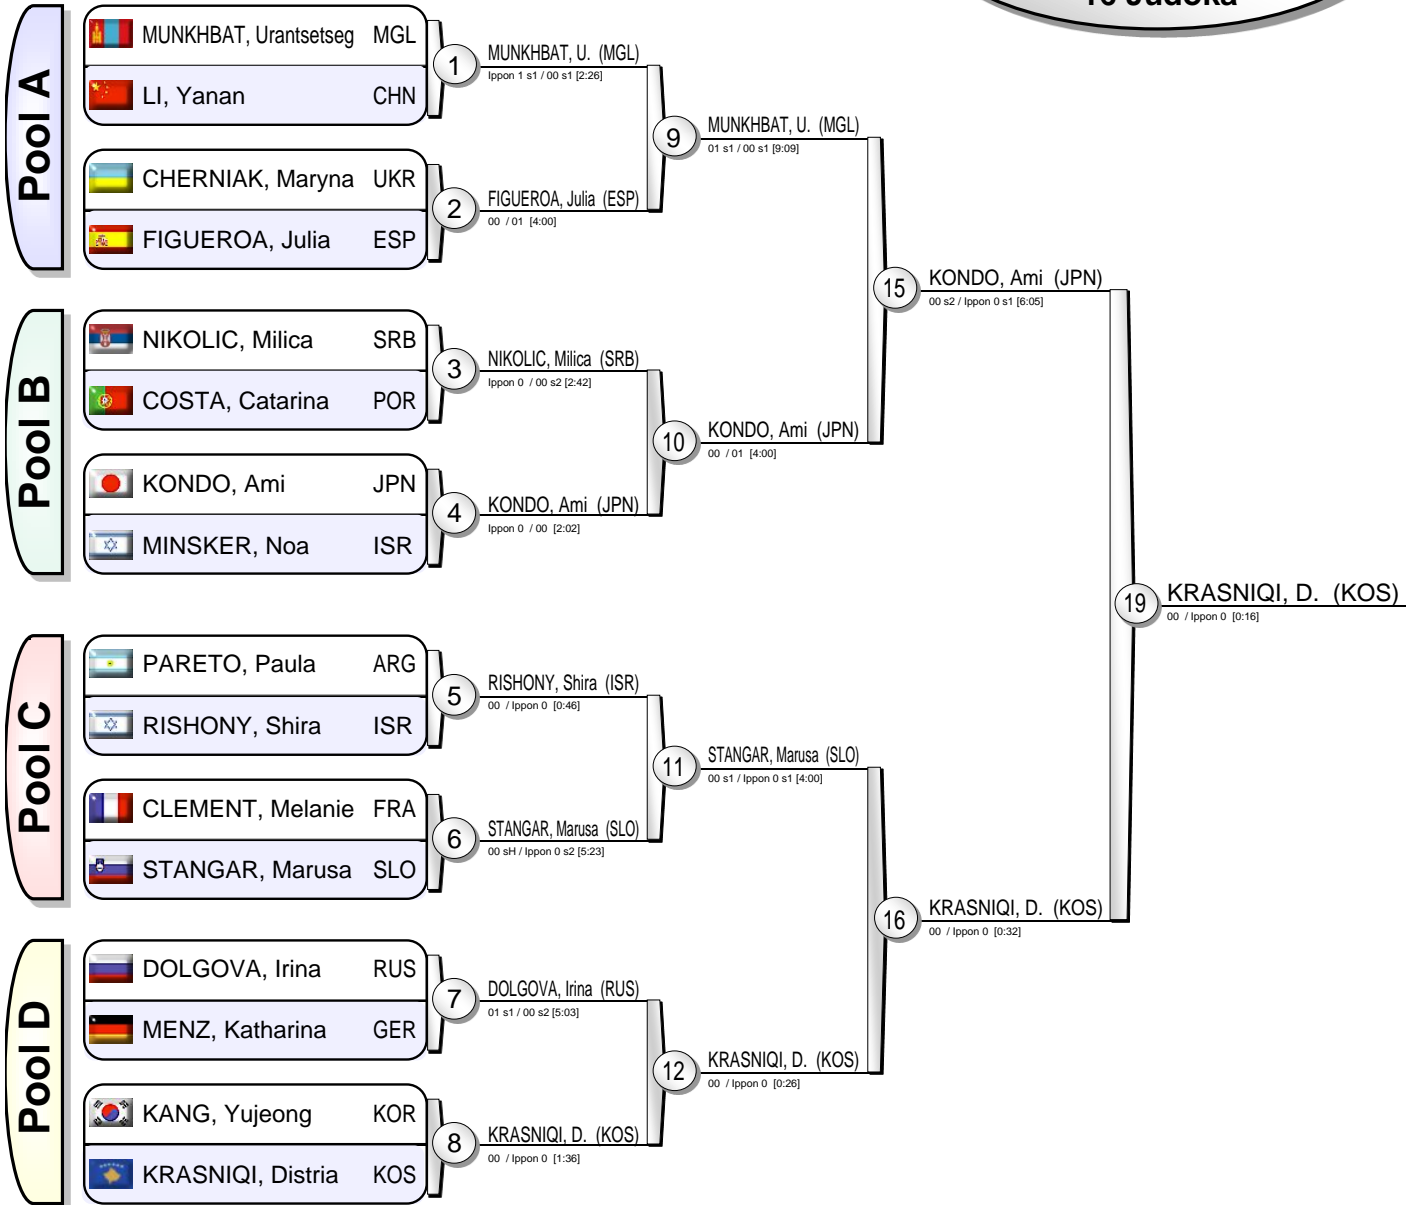 16 Judoka
Pool A
MUNKHBAT, Urantsetseg MGL
LI, Yanan CHN
1
MUNKHBAT, U. (MGL)
Ippon 1 s1 / 00 s1 [2:26]
CHERNIAK, Maryna UKR
FIGUEROA, Julia ESP
2
FIGUEROA, Julia (ESP)
00 / 01 [4:00]
9
MUNKHBAT, U. (MGL)
01 s1 / 00 s1 [9:09]
Pool B
NIKOLIC, Milica SRB
COSTA, Catarina POR
3
NIKOLIC, Milica (SRB)
Ippon 0 / 00 s2 [2:42]
KONDO, Ami JPN
MINSKER, Noa ISR
4
KONDO, Ami (JPN)
Ippon 0 / 00 [2:02]
10
KONDO, Ami (JPN)
00 / 01 [4:00]
15
KONDO, Ami (JPN)
00 s2 / Ippon 0 s1 [6:05]
Pool C
PARETO, Paula ARG
RISHONY, Shira ISR
5
RISHONY, Shira (ISR)
00 / Ippon 0 [0:46]
CLEMENT, Melanie FRA
STANGAR, Marusa SLO
6
STANGAR, Marusa (SLO)
00 sH / Ippon 0 s2 [5:23]
11
STANGAR, Marusa (SLO)
00 s1 / Ippon 0 s1 [4:00]
Pool D
DOLGOVA, Irina RUS
MENZ, Katharina GER
7
DOLGOVA, Irina (RUS)
01 s1 / 00 s2 [5:03]
KANG, Yujeong KOR
KRASNIQI, Distria KOS
8
KRASNIQI, D. (KOS)
00 / Ippon 0 [1:36]
12
KRASNIQI, D. (KOS)
00 / Ippon 0 [0:26]
16
KRASNIQI, D. (KOS)
00 / Ippon 0 [0:32]
19
KRASNIQI, D. (KOS)
00 / Ippon 0 [0:16]